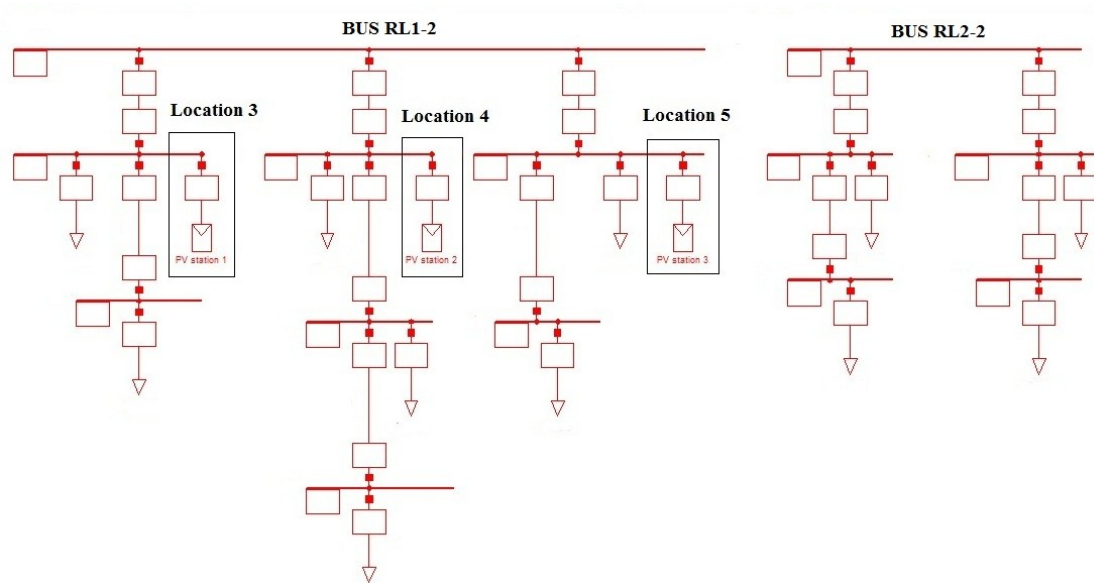 BUS RL1-2
BUS RL2-2
Location 3
Location 4
Location 5
PV station 1
PV station 2
PV station 3